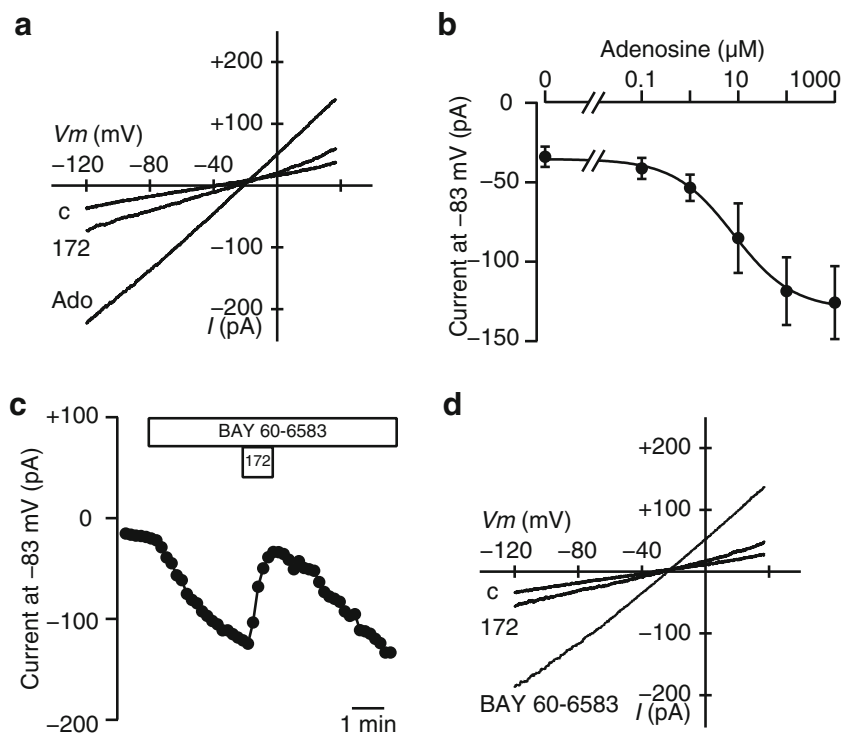 a
+200
+100
Vm (mV)
−120
−80
−40
c
172
−100
Ado
−200
I (pA)
b
Adenosine (µM)
0
0.1
10
1000
0
−50
−100
−150
Current at −83 mV (pA)
c
+100
0
−100
−200
Current at −83 mV (pA)
BAY 60-6583
172
1 min
d
+200
+100
Vm (mV)
−120
−80
−40
c
172
−100
BAY 60-6583
−200
I (pA)